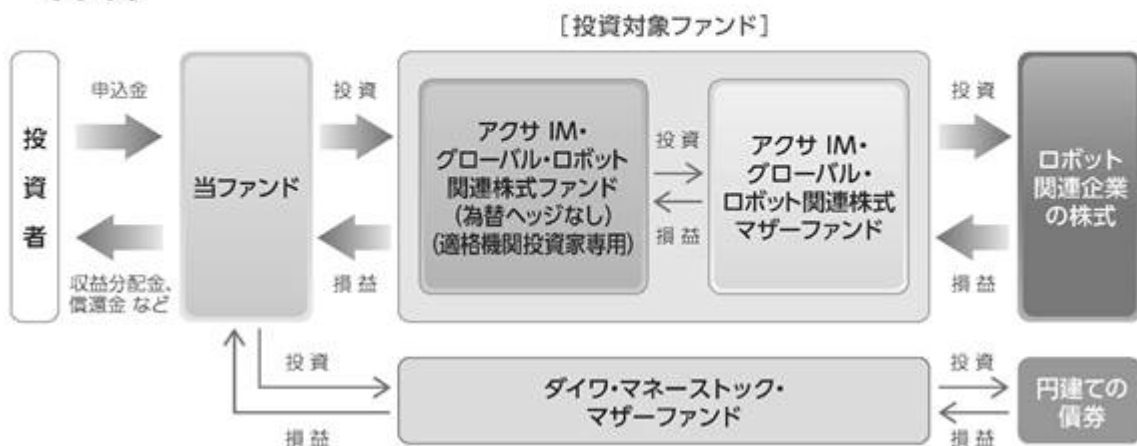 [投資対象ファンド]
投資者
申込金
収益分配金、
償還金 など
当ファンド
投資
損益
アクサ IM・
グローバル・ロボット
関連株式ファンド
(為替ヘッジなし)
(適格機関投資家専用)
投資
損益
アクサ IM・
グローバル・
ロボット関連株式
マザーファンド
投資
損益
ロボット
関連企業
の株式
投資
損益
ダイワ・マネーストック・
マザーファンド
投資
損益
円建ての
債券